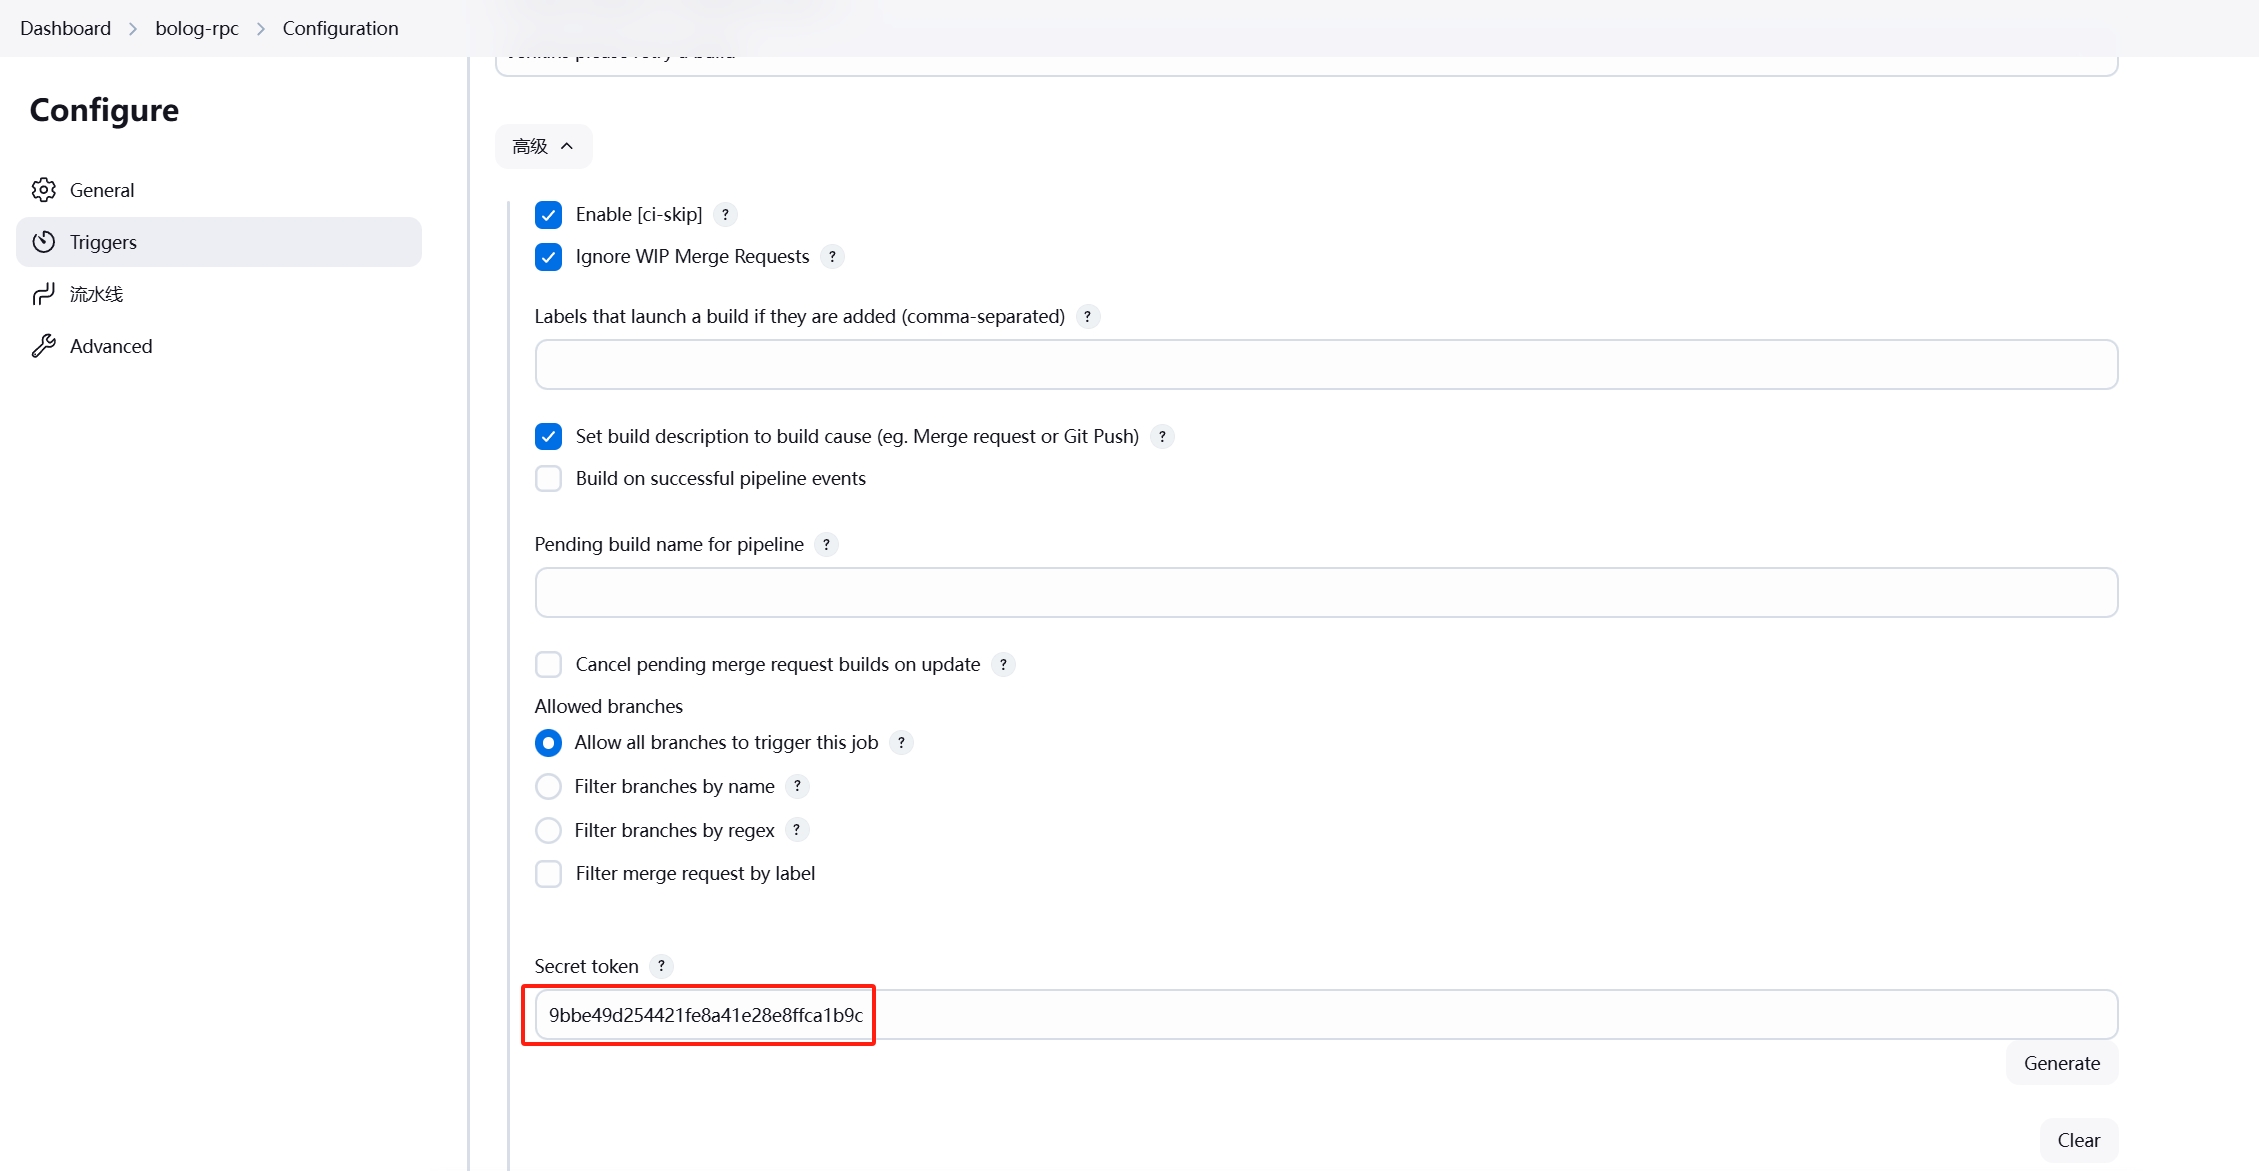 Dashboard > bolog-rpc > Configuration
Configure
General
Triggers
流水线
Advanced
高级
Enable [ci-skip] ?
Ignore WIP Merge Requests ?
Labels that launch a build if they are added (comma-separated) ?
Set build description to build cause (eg. Merge request or Git Push) ?
Build on successful pipeline events
Pending build name for pipeline ?
Cancel pending merge request builds on update ?
Allowed branches
Allow all branches to trigger this job ?
Filter branches by name ?
Filter branches by regex ?
Filter merge request by label
Secret token ?
9bbe49d254421fe8a41e28e8ffca1b9c
Generate
Clear